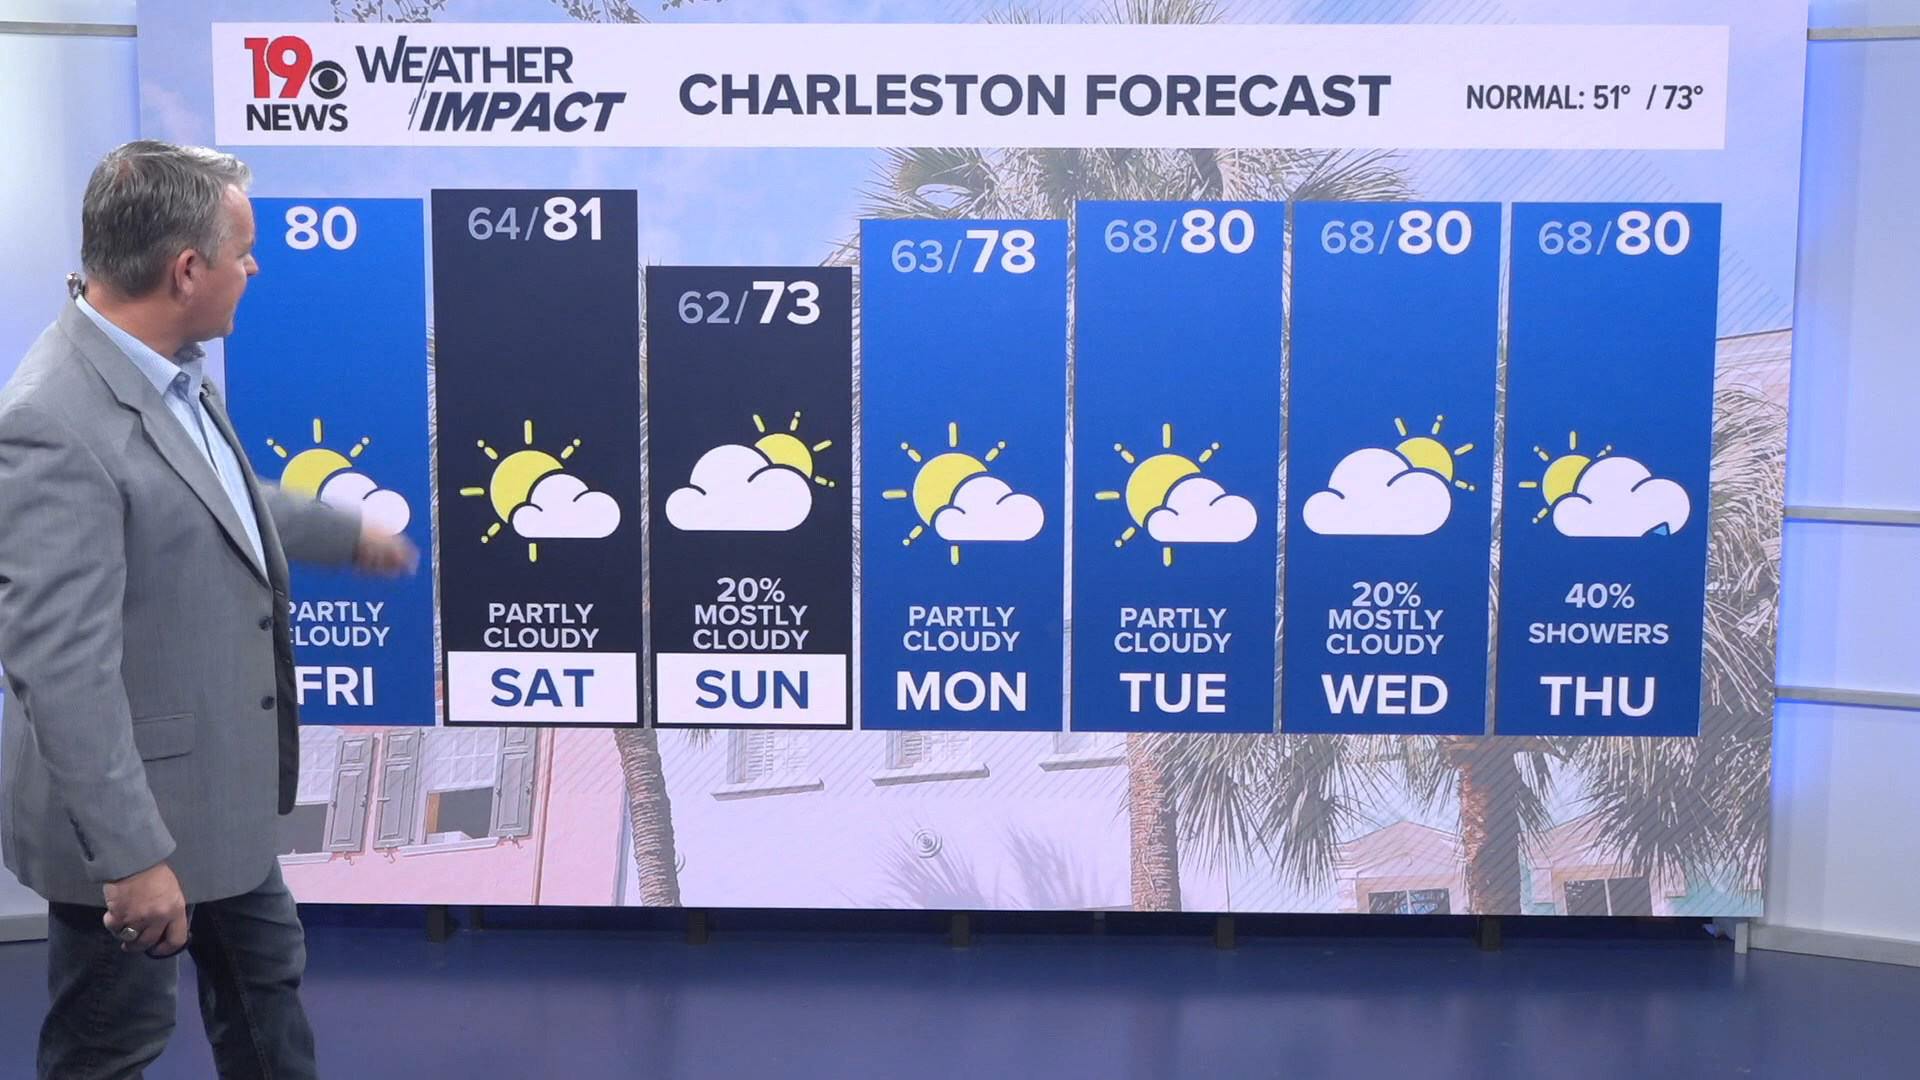 19 NEWS
WEATHER IMPACT
CHARLESTON FORECAST
NORMAL: 51° / 73°
80
PARTLY
CLOUDY
FRI
64/81
PARTLY
CLOUDY
SAT
62/73
20%
MOSTLY
CLOUDY
SUN
63/78
PARTLY
CLOUDY
MON
68/80
PARTLY
CLOUDY
TUE
68/80
20%
MOSTLY
CLOUDY
WED
68/80
40%
SHOWERS
THU